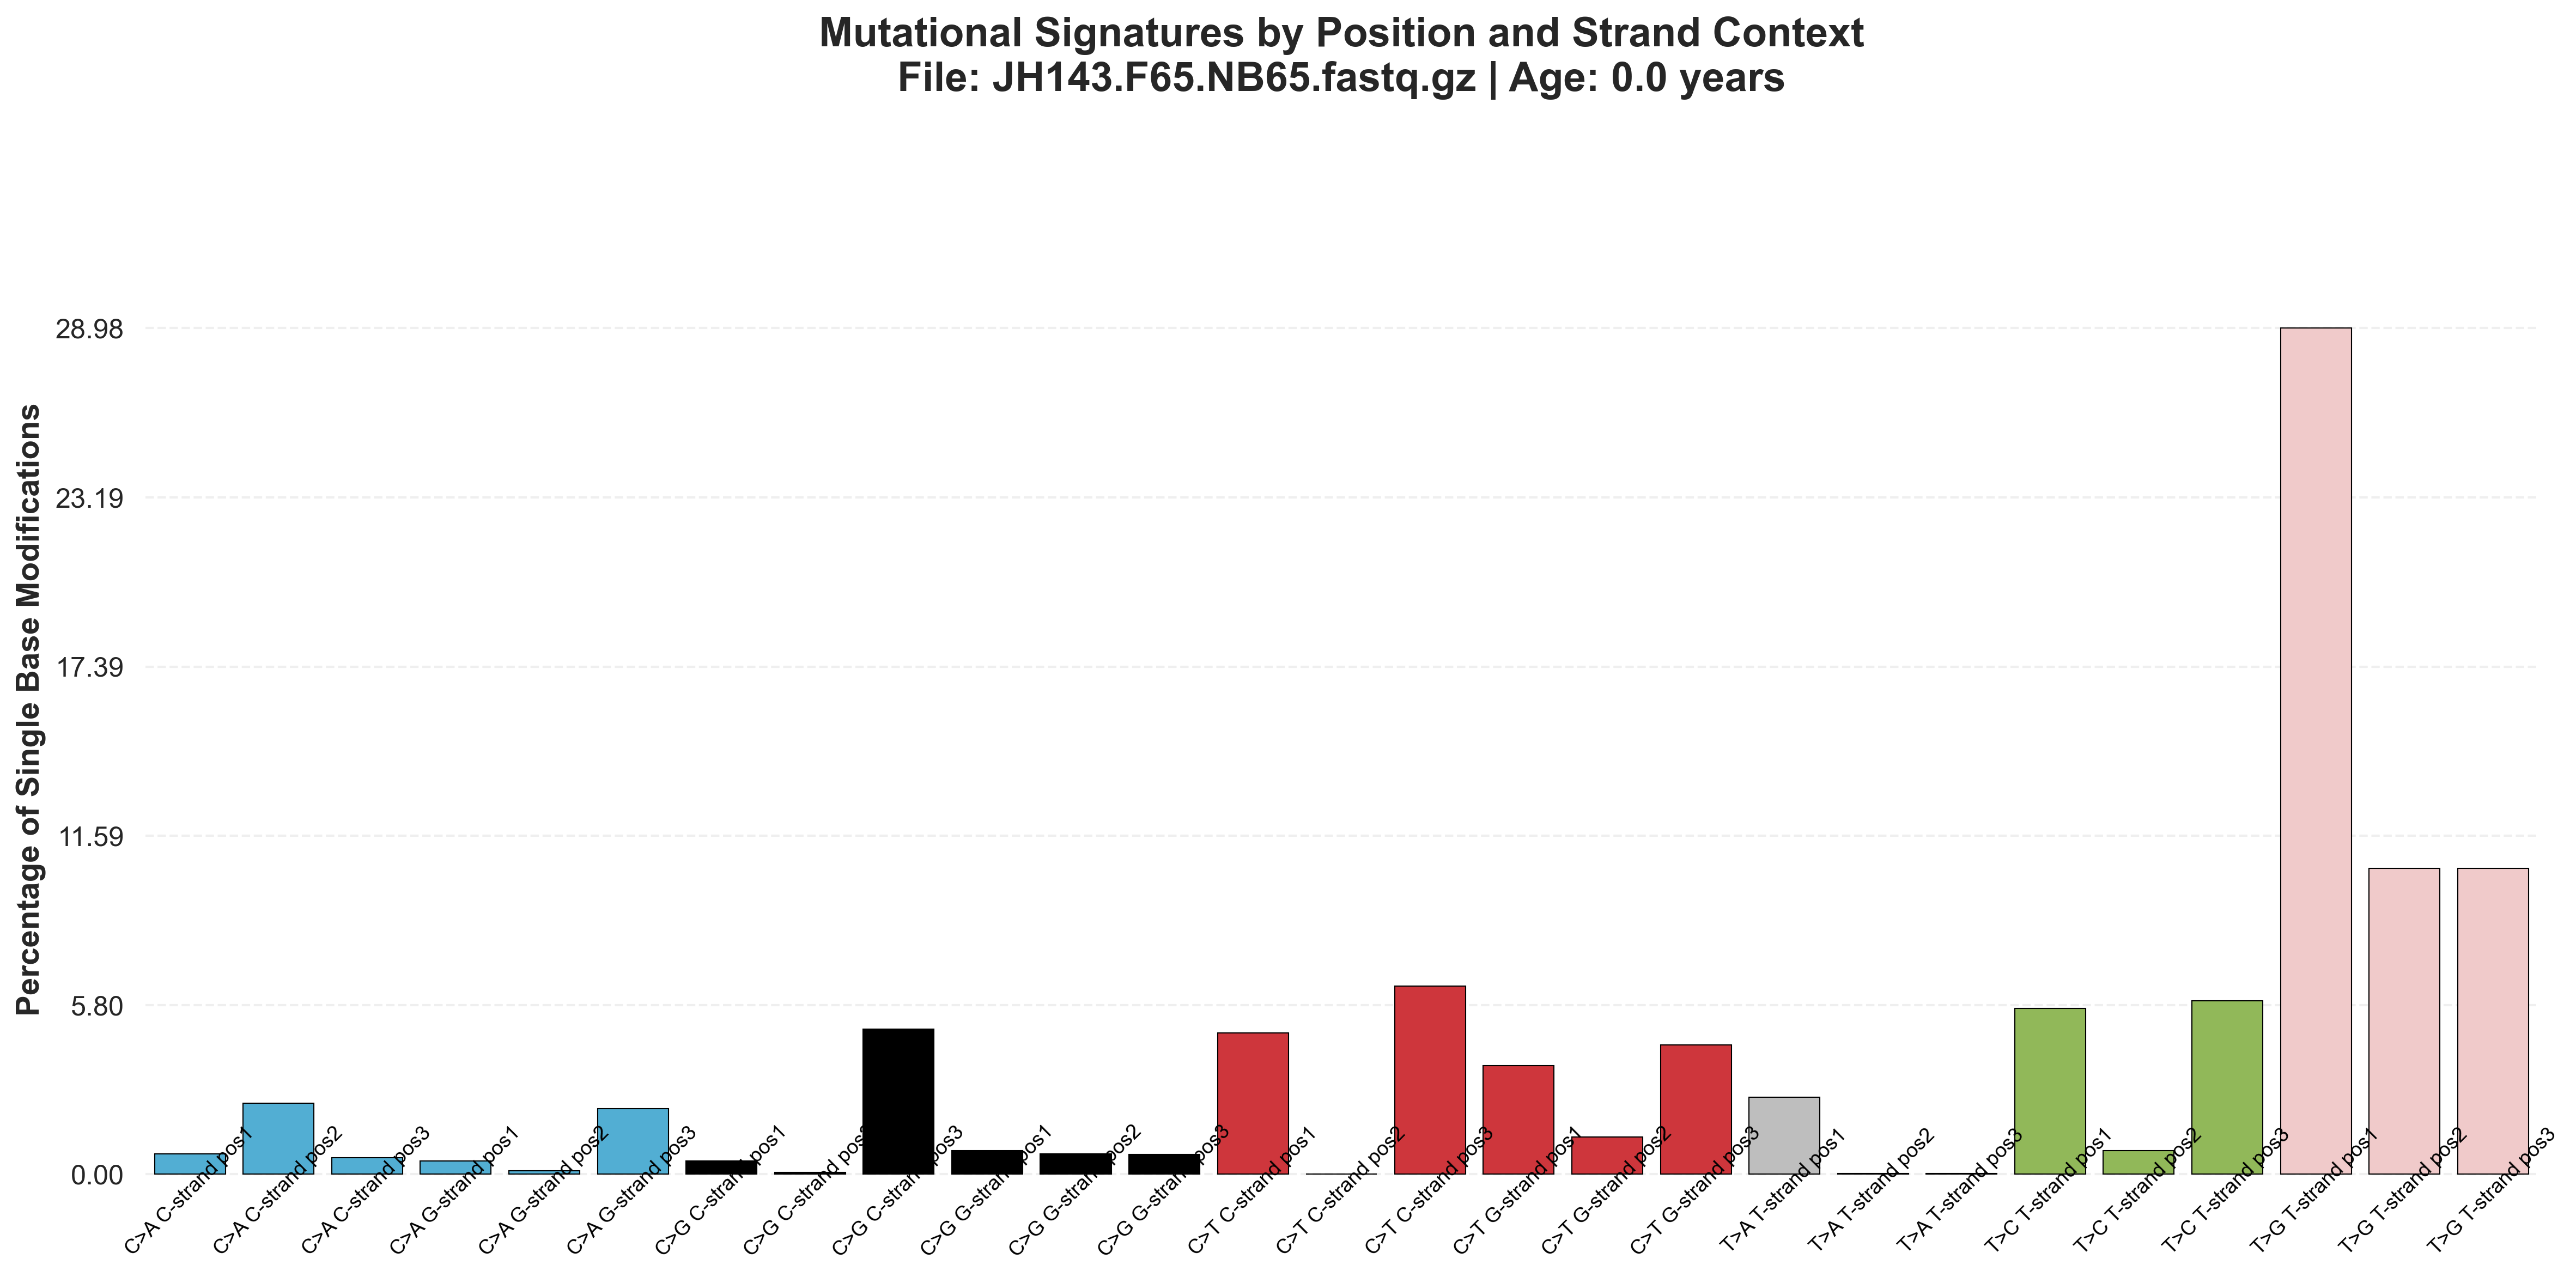 Mutational Signatures by Position and Strand Context
File: JH143.F65.NB65.fastq.gz | Age: 0.0 years
Percentage of Single Base Modifications
28.98
23.19
17.39
11.59
5.80
0.00
C>A C-strand pos1
C>A C-strand pos2
C>A C-strand pos3
C>A G-strand pos1
C>A G-strand pos2
C>A G-strand pos3
C>G C-strand pos1
C>G C-strand pos2
C>G C-strand pos3
C>G G-strand pos1
C>G G-strand pos2
C>G G-strand pos3
C>T C-strand pos1
C>T C-strand pos2
C>T C-strand pos3
C>T G-strand pos1
C>T G-strand pos2
C>T G-strand pos3
T>A T-strand pos1
T>A T-strand pos2
T>A T-strand pos3
T>C T-strand pos1
T>C T-strand pos2
T>C T-strand pos3
T>G T-strand pos1
T>G T-strand pos2
T>G T-strand pos3